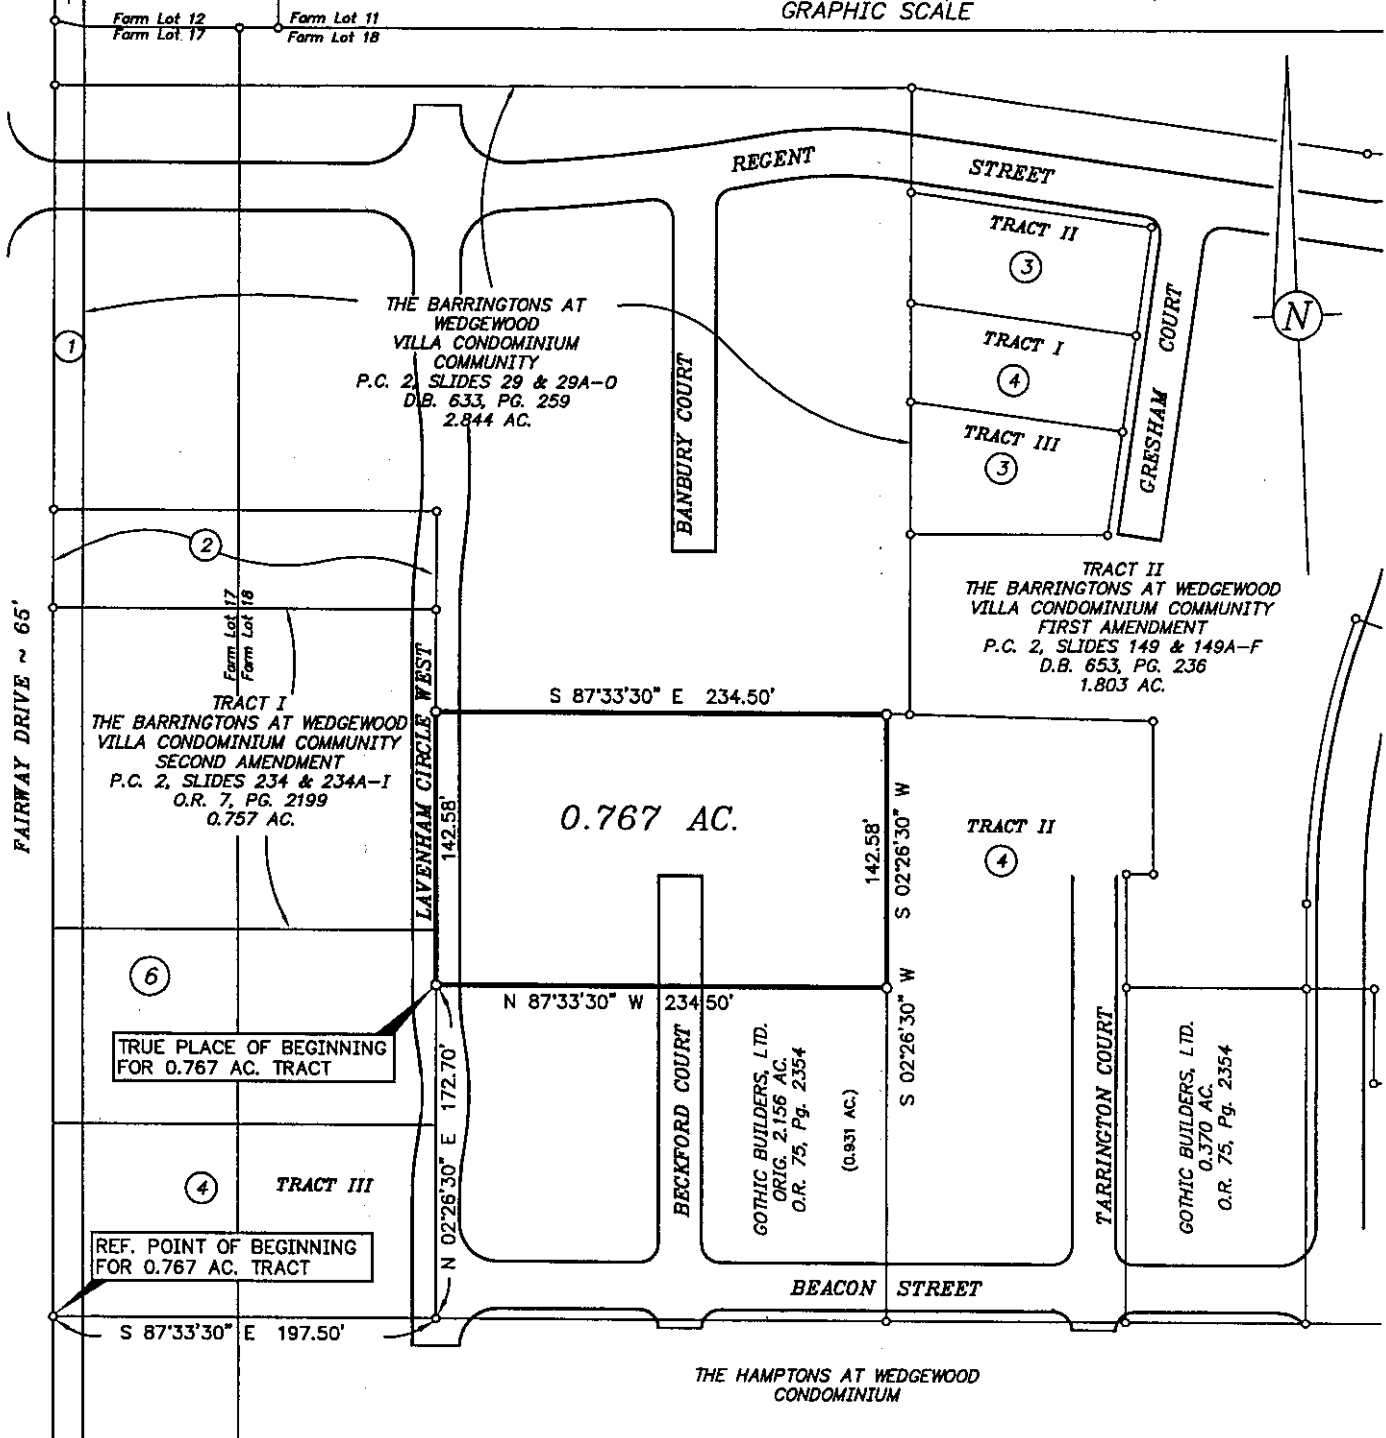 GRAPHIC SCALE
Farm Lot 12
Farm Lot 17
Farm Lot 11
Farm Lot 18
REGENT STREET
TRACT II
3
TRACT I
4
TRACT III
3
GRESHAM COURT
N
1
THE BARRINGTONS AT
WEDGEWOOD
VILLA CONDOMINIUM
COMMUNITY
P.C. 2, SLIDES 29 & 29A-O
D.B. 633, PG. 259
2.844 AC.
BANBURY COURT
2
TRACT II
THE BARRINGTONS AT WEDGEWOOD
VILLA CONDOMINIUM COMMUNITY
FIRST AMENDMENT
P.C. 2, SLIDES 149 & 149A-F
D.B. 653, PG. 236
1.803 AC.
FAIRWAY DRIVE ~ 65'
Farm Lot 17
Farm Lot 18
TRACT I
THE BARRINGTONS AT WEDGEWOOD
VILLA CONDOMINIUM COMMUNITY
SECOND AMENDMENT
P.C. 2, SLIDES 234 & 234A-I
O.R. 7, PG. 2199
0.757 AC.
LAVENHAM CIRCLE WEST
S 87°33'30" E 234.50'
142.58'
0.767 AC.
142.58'
S 02°26'30" W
TRACT II
4
6
N 87°33'30" W 234.50'
S 02°26'30" W
TRUE PLACE OF BEGINNING
FOR 0.767 AC. TRACT
N 02°26'30" E 172.70'
BECKFORD COURT
GOTHIC BUILDERS, LTD.
ORIG. 2.156 AC.
O.R. 75, Pg. 2354
(0.931 AC.)
TARRINGTON COURT
GOTHIC BUILDERS, LTD.
0.370 AC.
O.R. 75, Pg. 2354
4
TRACT III
REF. POINT OF BEGINNING
FOR 0.767 AC. TRACT
BEACON STREET
S 87°33'30" E 197.50'
THE HAMPTONS AT WEDGEWOOD
CONDOMINIUM